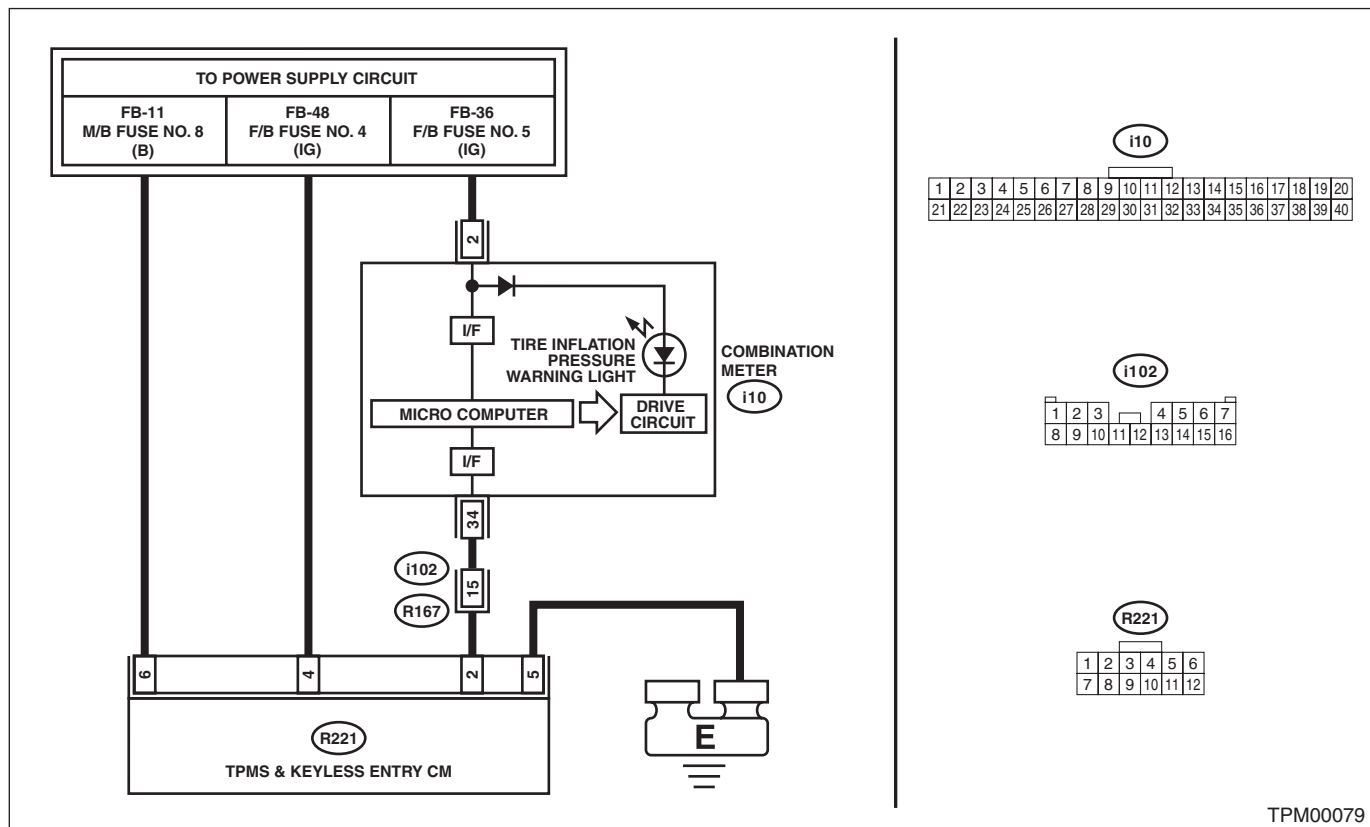 TO POWER SUPPLY CIRCUIT
FB-11
M/B FUSE NO. 8
(B)
FB-48
F/B FUSE NO. 4
(IG)
FB-36
F/B FUSE NO. 5
(IG)
2
I/F
TIRE INFLATION
PRESSURE
WARNING LIGHT
COMBINATION
METER
i10
MICRO COMPUTER
DRIVE
CIRCUIT
I/F
34
i102
15
R167
6
4
2
5
R221
TPMS & KEYLESS ENTRY CM
E
i10
1 2 3 4 5 6 7 8 9 10 11 12 13 14 15 16 17 18 19 20
21 22 23 24 25 26 27 28 29 30 31 32 33 34 35 36 37 38 39 40
i102
1 2 3 4 5 6 7
8 9 10 11 12 13 14 15 16
R221
1 2 3 4 5 6
7 8 9 10 11 12
TPM00079